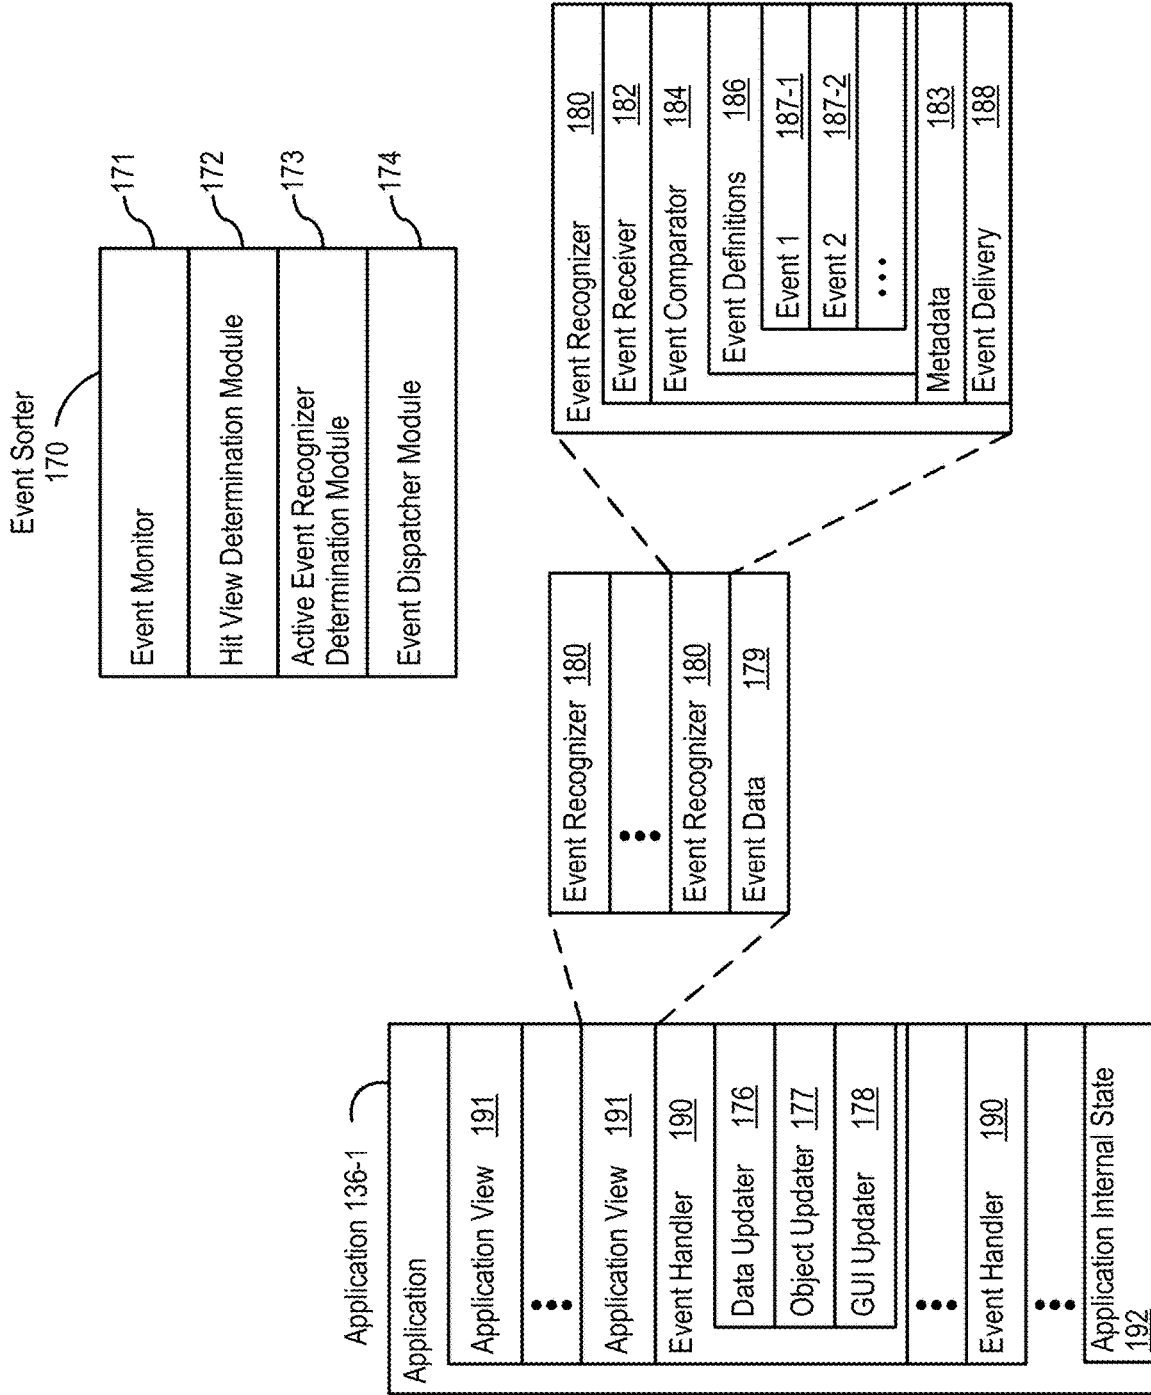 Event Sorter
170
Event Monitor
171
Hit View Determination Module
172
Active Event Recognizer
Determination Module
173
Event Dispatcher Module
174
Application 136-1
Application
Application View 191
•••
Application View 191
Event Handler 190
Data Updater 176
Object Updater 177
GUI Updater 178
•••
Event Handler 190
•••
Application Internal State
192
Event Recognizer 180
•••
Event Recognizer 180
Event Data 179
Event Recognizer 180
Event Receiver 182
Event Comparator 184
Event Definitions 186
Event 1 187-1
Event 2 187-2
•••
Metadata 183
Event Delivery 188